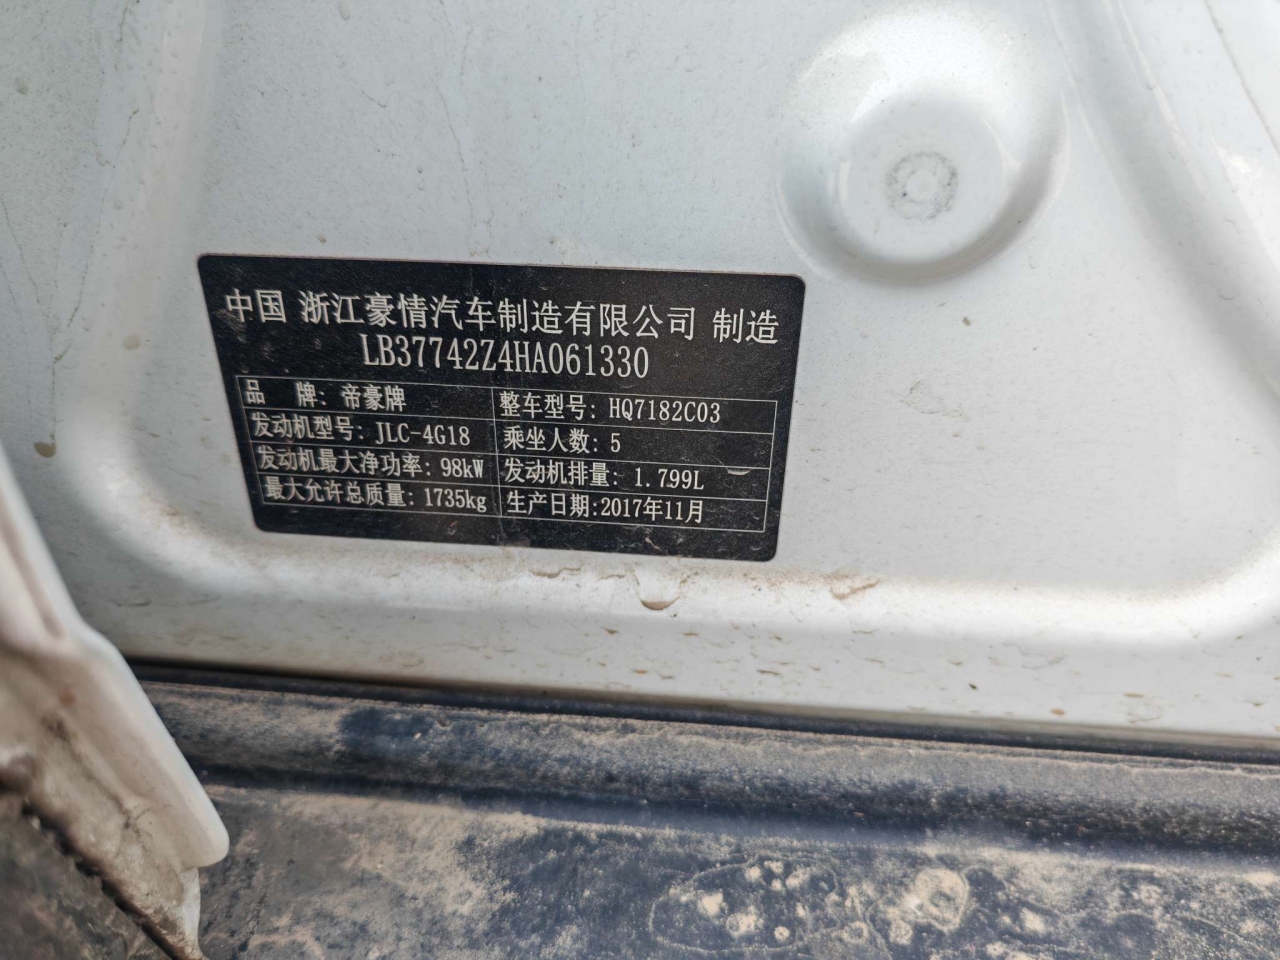 中国 浙江豪情汽车制造有限公司 制造
LB37742Z4HA061330
品 牌: 帝豪牌 整车型号: HQ7182C03
发动机型号: JLC-4G18 乘坐人数: 5
发动机最大净功率: 98kW 发动机排量: 1.799L
最大允许总质量: 1735kg 生产日期:2017年11月